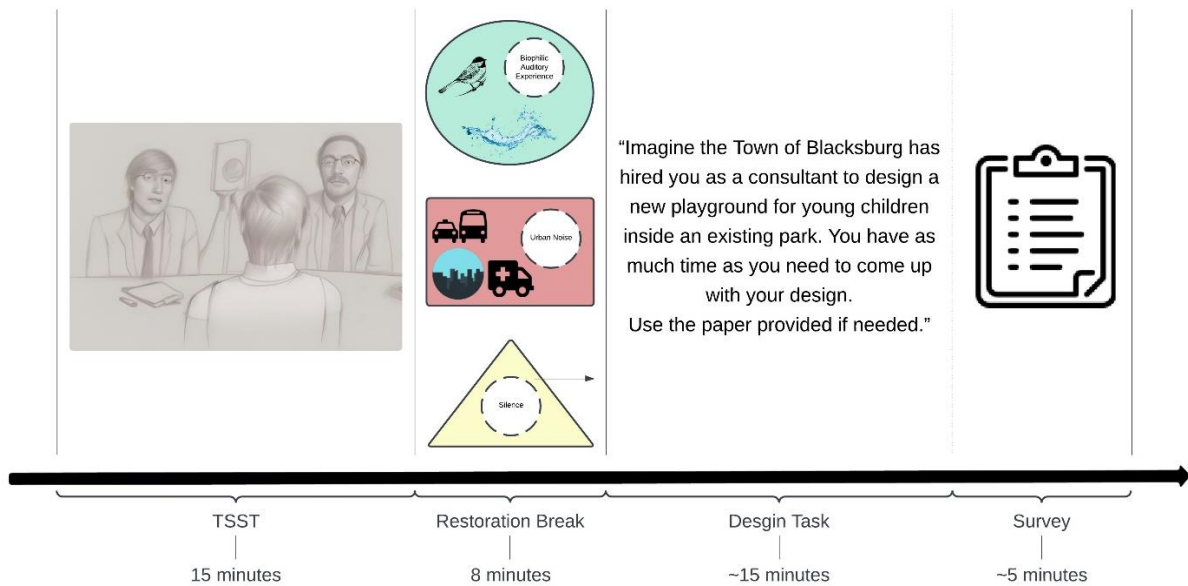 Biophilic
Auditory
Experience
Urban Noise
Silence
“Imagine the Town of Blacksburg has
hired you as a consultant to design a
new playground for young children
inside an existing park. You have as
much time as you need to come up
with your design.
Use the paper provided if needed.”
TSST
Restoration Break
Desgin Task
Survey
15 minutes
8 minutes
~15 minutes
~5 minutes